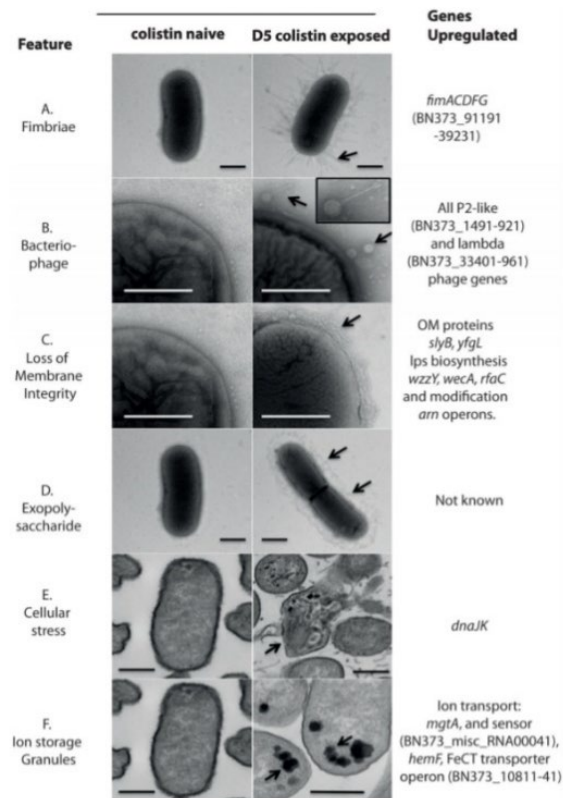 Genes
Upregulated
Feature
colistin naive
D5 colistin exposed
A.
Fimbriae
fimACDFG
(BN373_91191
-39231)
B.
Bacterio-
phage
All P2-like
(BN373_1491-921)
and lambda
(BN373_33401-961)
phage genes
C.
Loss of
Membrane
Integrity
OM proteins
slyB, yfgL
lps biosynthesis
wzzY, wecA, rfaC
and modification
arn operons.
D.
Exopoly-
saccharide
Not known
E.
Cellular
stress
dnaJK
F.
Ion storage
Granules
Ion transport:
mgtA, and sensor
(BN373_misc_RNA00041),
hemF, FeCT transporter
operon (BN373_10811-41)